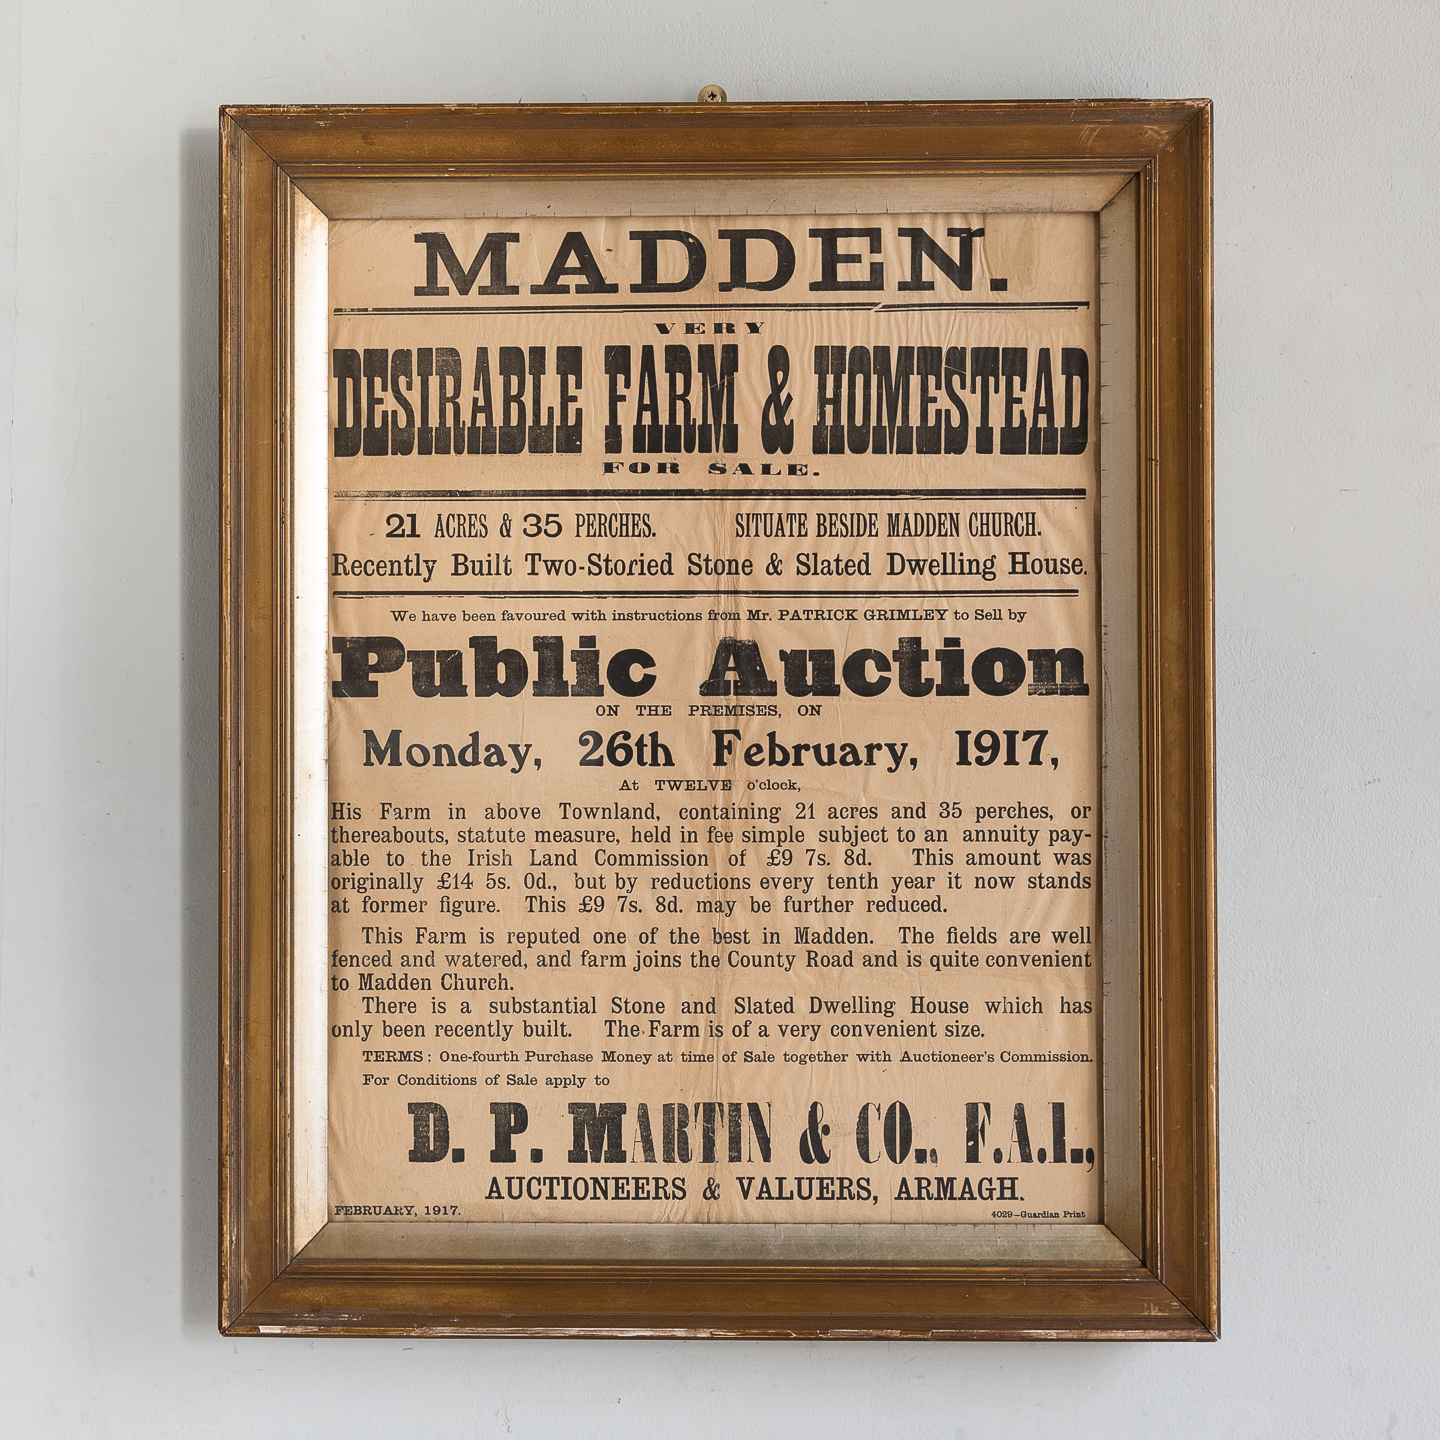 MADDEN.
VERY
DESIRABLE FARM & HOMESTEAD
FOR SALE.
21 ACRES & 35 PERCHES. SITUATE BESIDE MADDEN CHURCH.
Recently Built Two-Storied Stone & Slated Dwelling House.
We have been favoured with instructions from Mr. PATRICK GRIMLEY to Sell by
Public Auction
ON THE PREMISES, ON
Monday, 26th February, 1917,
At TWELVE o'clock,
His Farm in above Townland, containing 21 acres and 35 perches, or
thereabouts, statute measure, held in fee simple subject to an annuity pay-
able to the Irish Land Commission of £9 7s. 8d. This amount was
originally £14 5s. 0d., but by reductions every tenth year it now stands
at former figure. This £9 7s. 8d. may be further reduced.
This Farm is reputed one of the best in Madden. The fields are well
fenced and watered, and farm joins the County Road and is quite convenient
to Madden Church.
There is a substantial Stone and Slated Dwelling House which has
only been recently built. The Farm is of a very convenient size.
TERMS: One-fourth Purchase Money at time of Sale together with Auctioneer's Commission.
For Conditions of Sale apply to
D. P. MARTIN & CO., F.A.I.,
AUCTIONEERS & VALUERS, ARMAGH.
FEBRUARY, 1917. 4029—Guardian Print